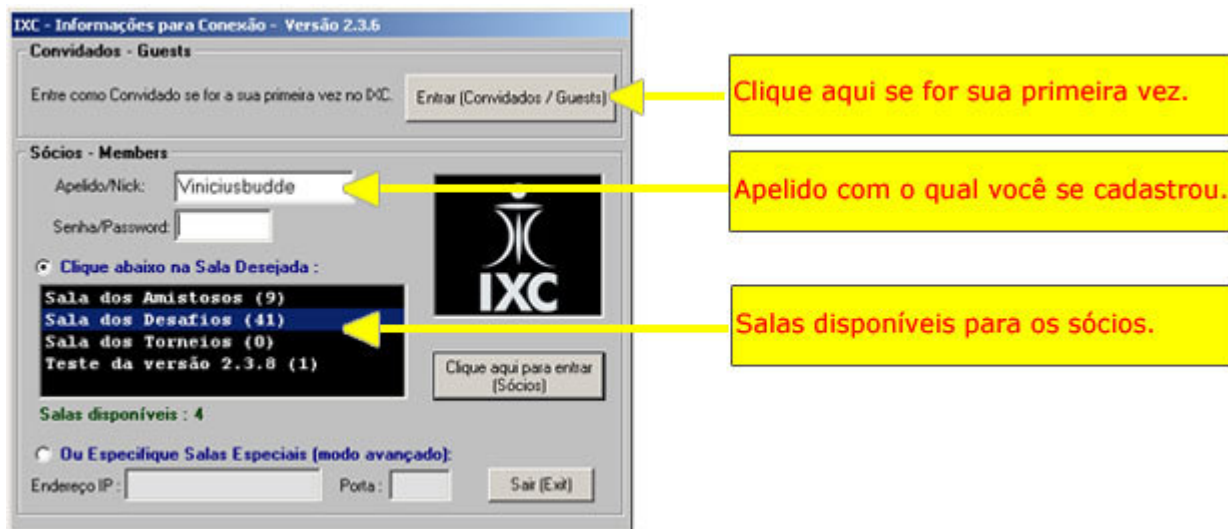 IXC - Informações para Conexão - Versão 2.3.6
Convidados - Guests
Entre como Convidado se for a sua primeira vez no IXC.
Entrar (Convidados / Guests)
Clique aqui se for sua primeira vez.
Sócios - Members
Apelido/Nick:
Viniciusbudde
Apelido com o qual você se cadastrou.
Senha/Password:
IXC
Clique abaixo na Sala Desejada :
Sala dos Amistosos (9)
Sala dos Desafios (41)
Sala dos Torneios (0)
Teste da versão 2.3.8 (1)
Salas disponíveis para os sócios.
Clique aqui para entrar
(Sócios)
Salas disponíveis : 4
Ou Especifique Salas Especiais (modo avançado):
Endereço IP :
Porta :
Sair (Exit)